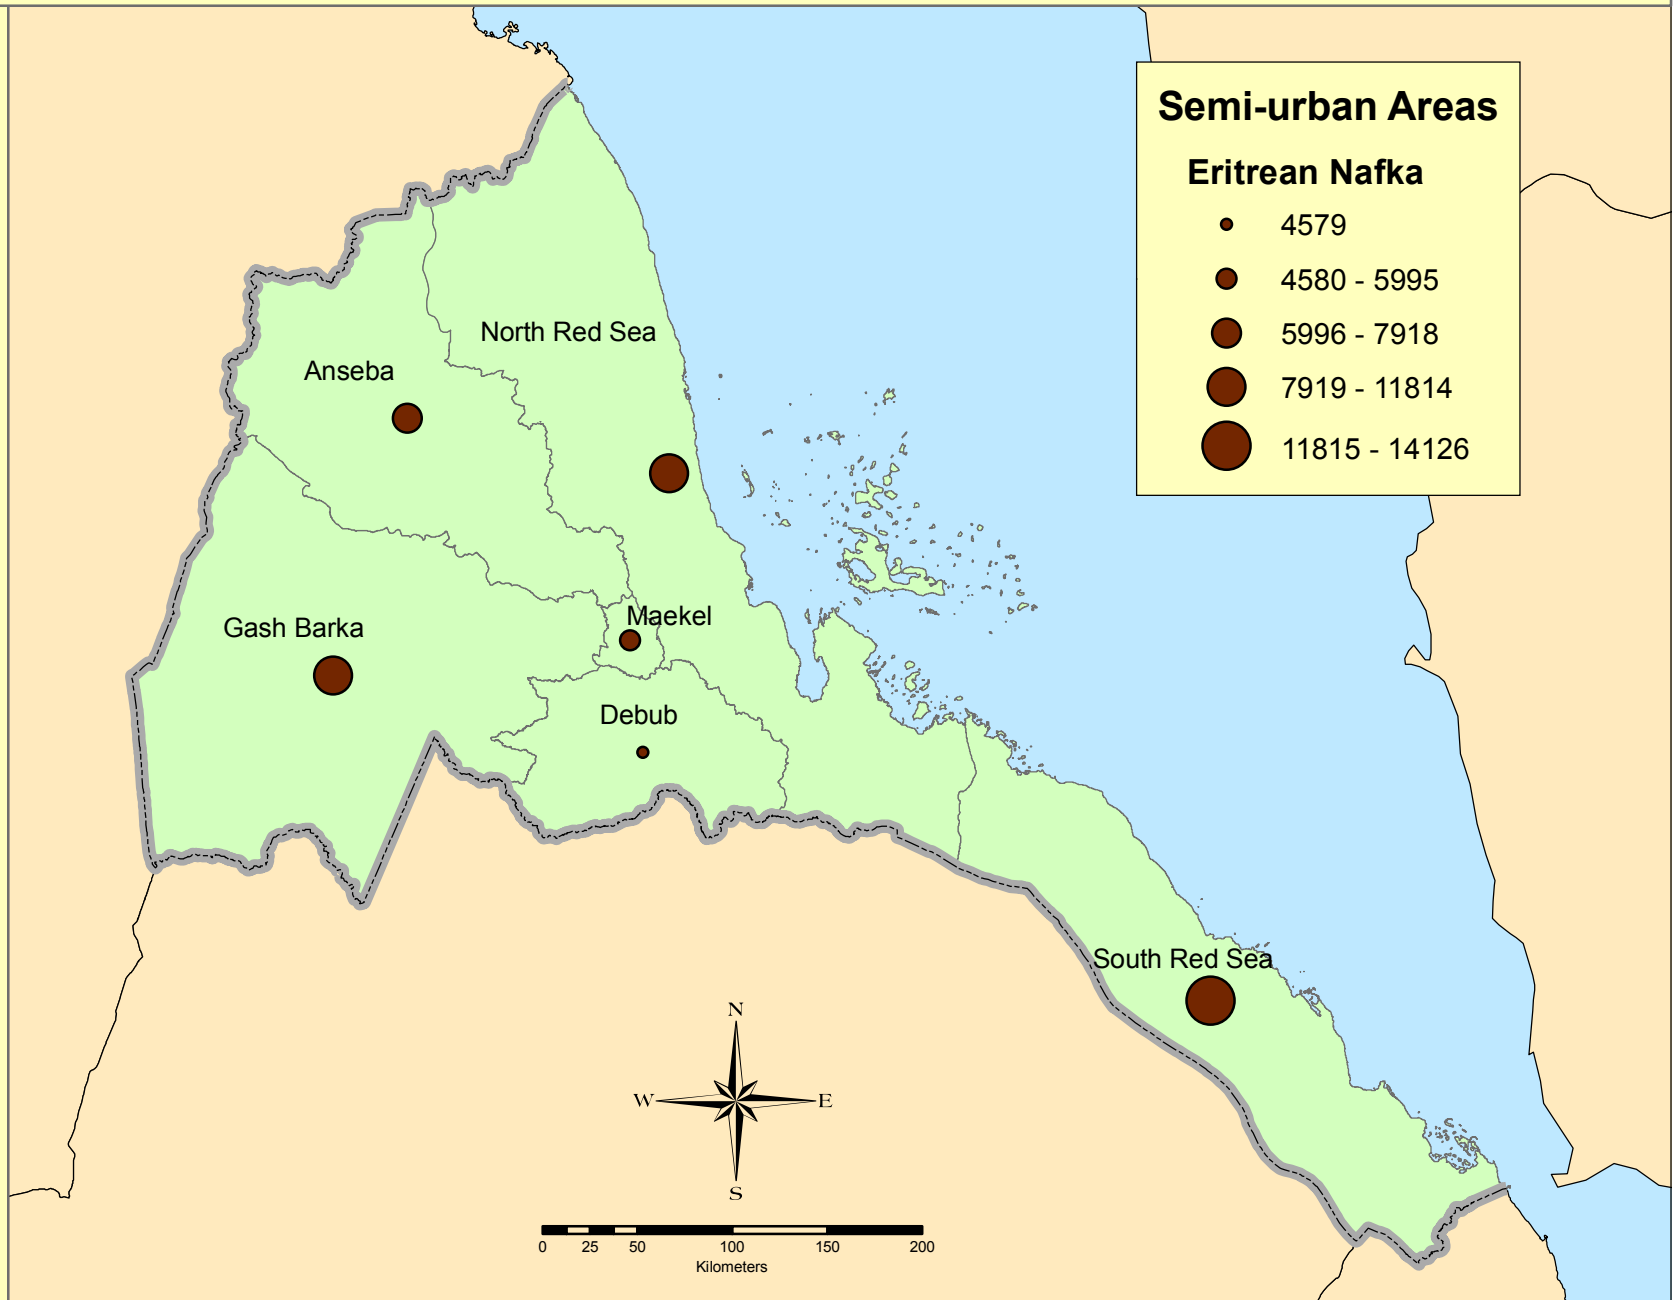 Semi-urban Areas
Eritrean Nafka
4579
4580 - 5995
5996 - 7918
7919 - 11814
11815 - 14126
North Red Sea
Anseba
Maekel
Gash Barka
Debub
South Red Sea
N
W E
S
0 25 50 100 150 200
Kilometers